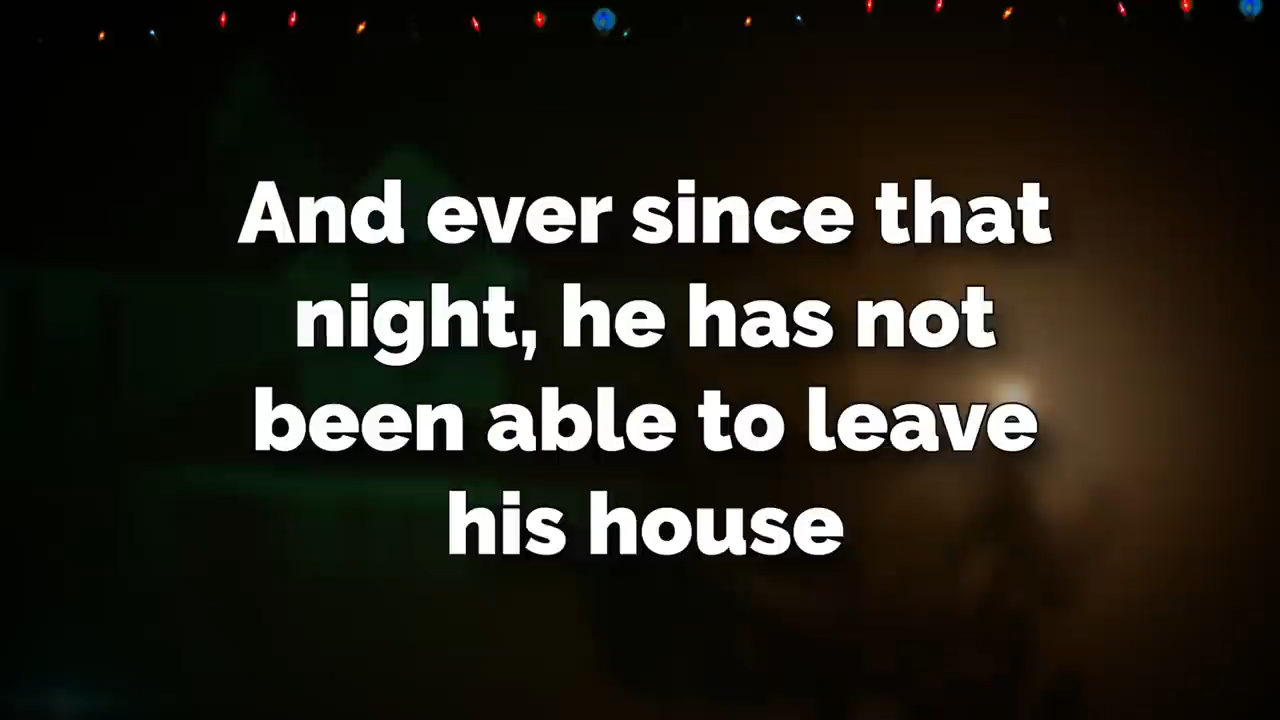 And ever since that
night, he has not
been able to leave
his house